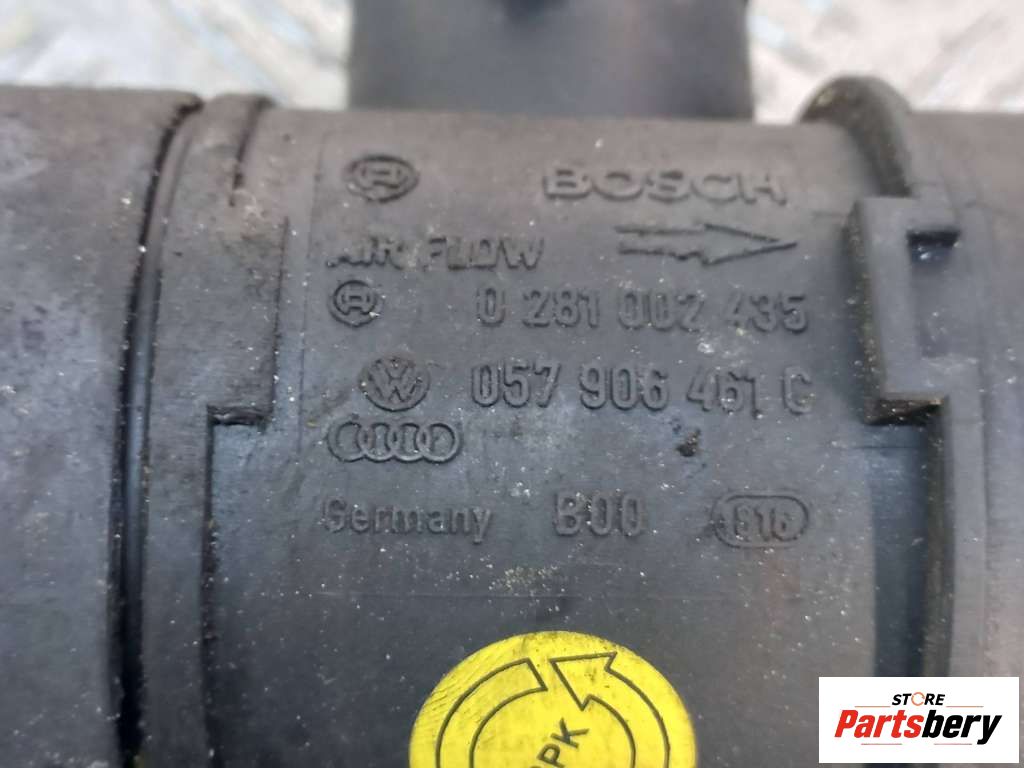 BOSCH
AIR FLOW
0 281 002 435
057 906 461 C
Germany B00
STORE
Partsbery